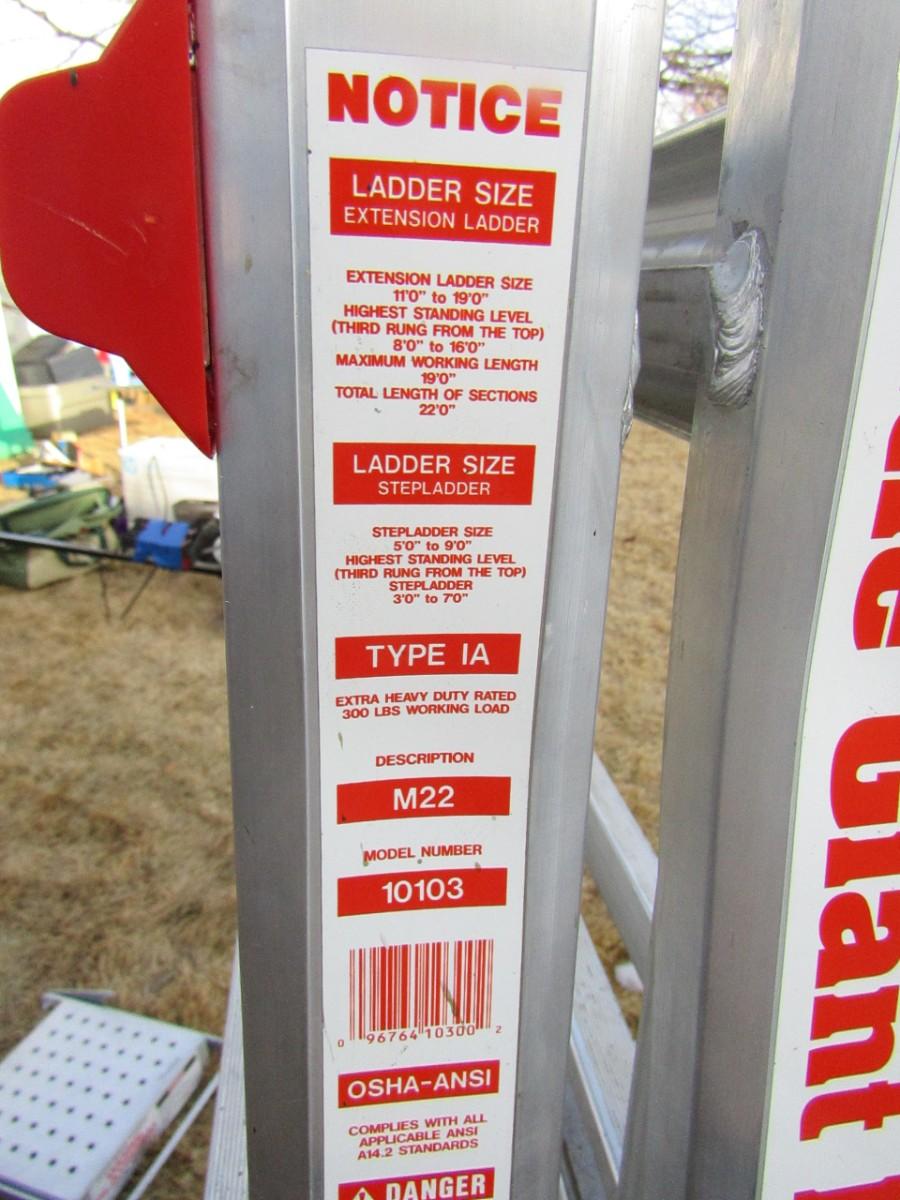 NOTICE
LADDER SIZE
EXTENSION LADDER
EXTENSION LADDER SIZE
11'0" to 19'0"
HIGHEST STANDING LEVEL
(THIRD RUNG FROM THE TOP)
8'0" to 16'0"
MAXIMUM WORKING LENGTH
19'0"
TOTAL LENGTH OF SECTIONS
22'0"
LADDER SIZE
STEPLADDER
STEPLADDER SIZE
5'0" to 9'0"
HIGHEST STANDING LEVEL
(THIRD RUNG FROM THE TOP)
STEPLADDER
3'0" to 7'0"
TYPE IA
EXTRA HEAVY DUTY RATED
300 LBS WORKING LOAD
DESCRIPTION
M22
MODEL NUMBER
10103
0 96764 10300 2
OSHA-ANSI
COMPLIES WITH ALL
APPLICABLE ANSI
A14.2 STANDARDS
DANGER
Giant